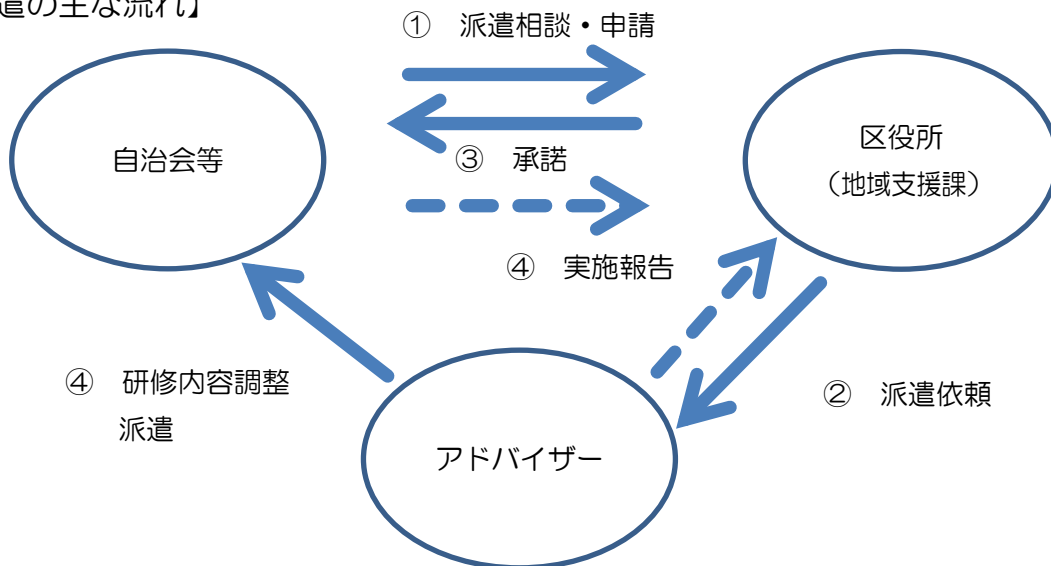 遣の主な流れ】
① 派遣相談・申請
自治会等
区役所
（地域支援課）
③ 承諾
④ 実施報告
④ 研修内容調整
派遣
② 派遣依頼
アドバイザー